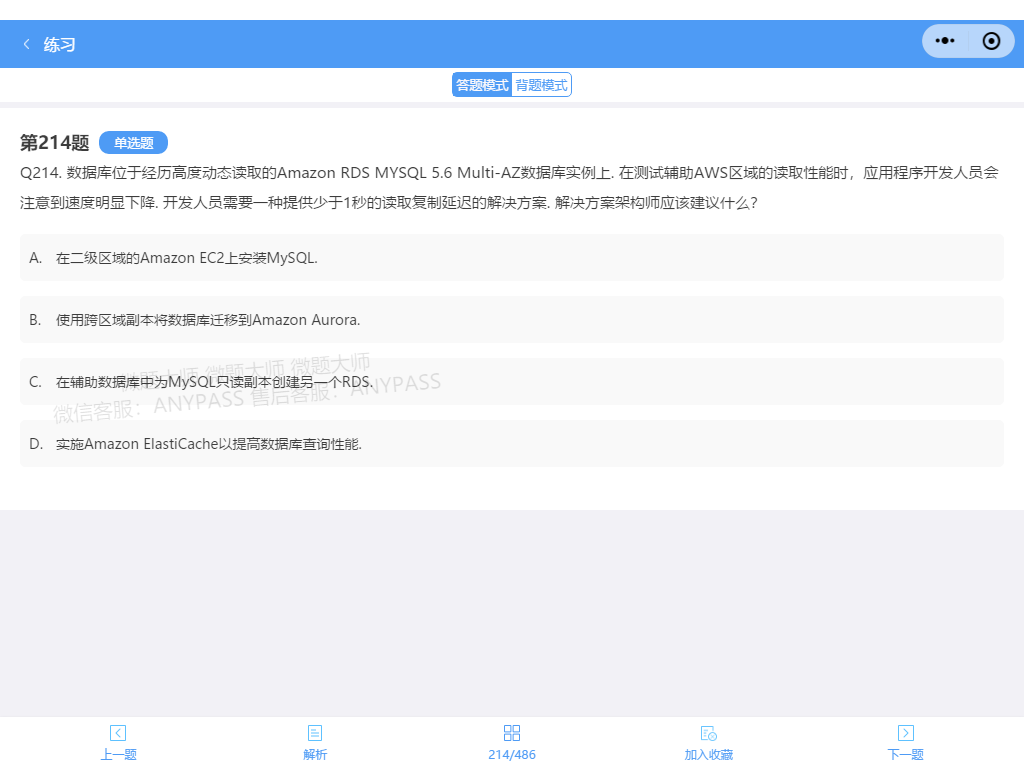 练习
答题模式 背题模式
第214题 单选题
Q214. 数据库位于经历高度动态读取的Amazon RDS MYSQL 5.6 Multi-AZ数据库实例上. 在测试辅助AWS区域的读取性能时，应用程序开发人员会
注意到速度明显下降. 开发人员需要一种提供少于1秒的读取复制延迟的解决方案. 解决方案架构师应该建议什么?
A. 在二级区域的Amazon EC2上安装MySQL.
B. 使用跨区域副本将数据库迁移到Amazon Aurora.
微题大师 微题大师 微题大师
C. 在辅助数据库中为MySQL只读副本创建另一个RDS.
微信客服：ANYPASS 售后客服：ANYPASS
D. 实施Amazon ElastiCache以提高数据库查询性能.
上一题 解析 214/486 加入收藏 下一题